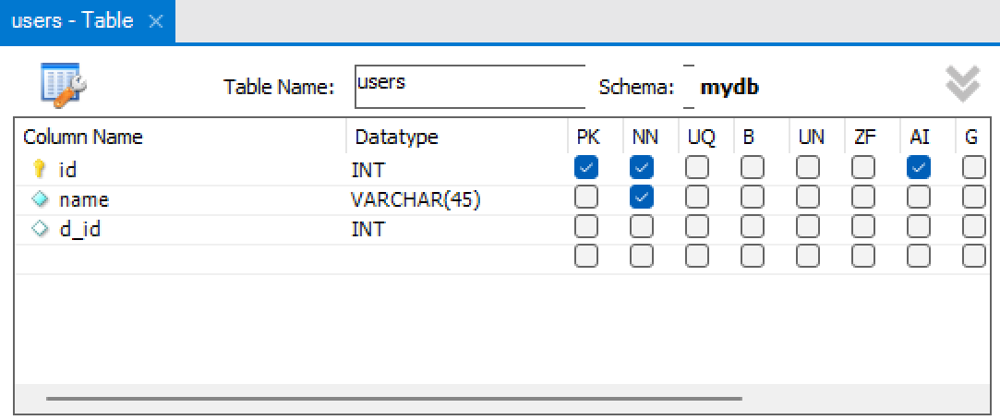 users - Table
Table Name: users Schema: mydb
Column Name Datatype PK NN UQ B UN ZF AI G
id INT
name VARCHAR(45)
d_id INT